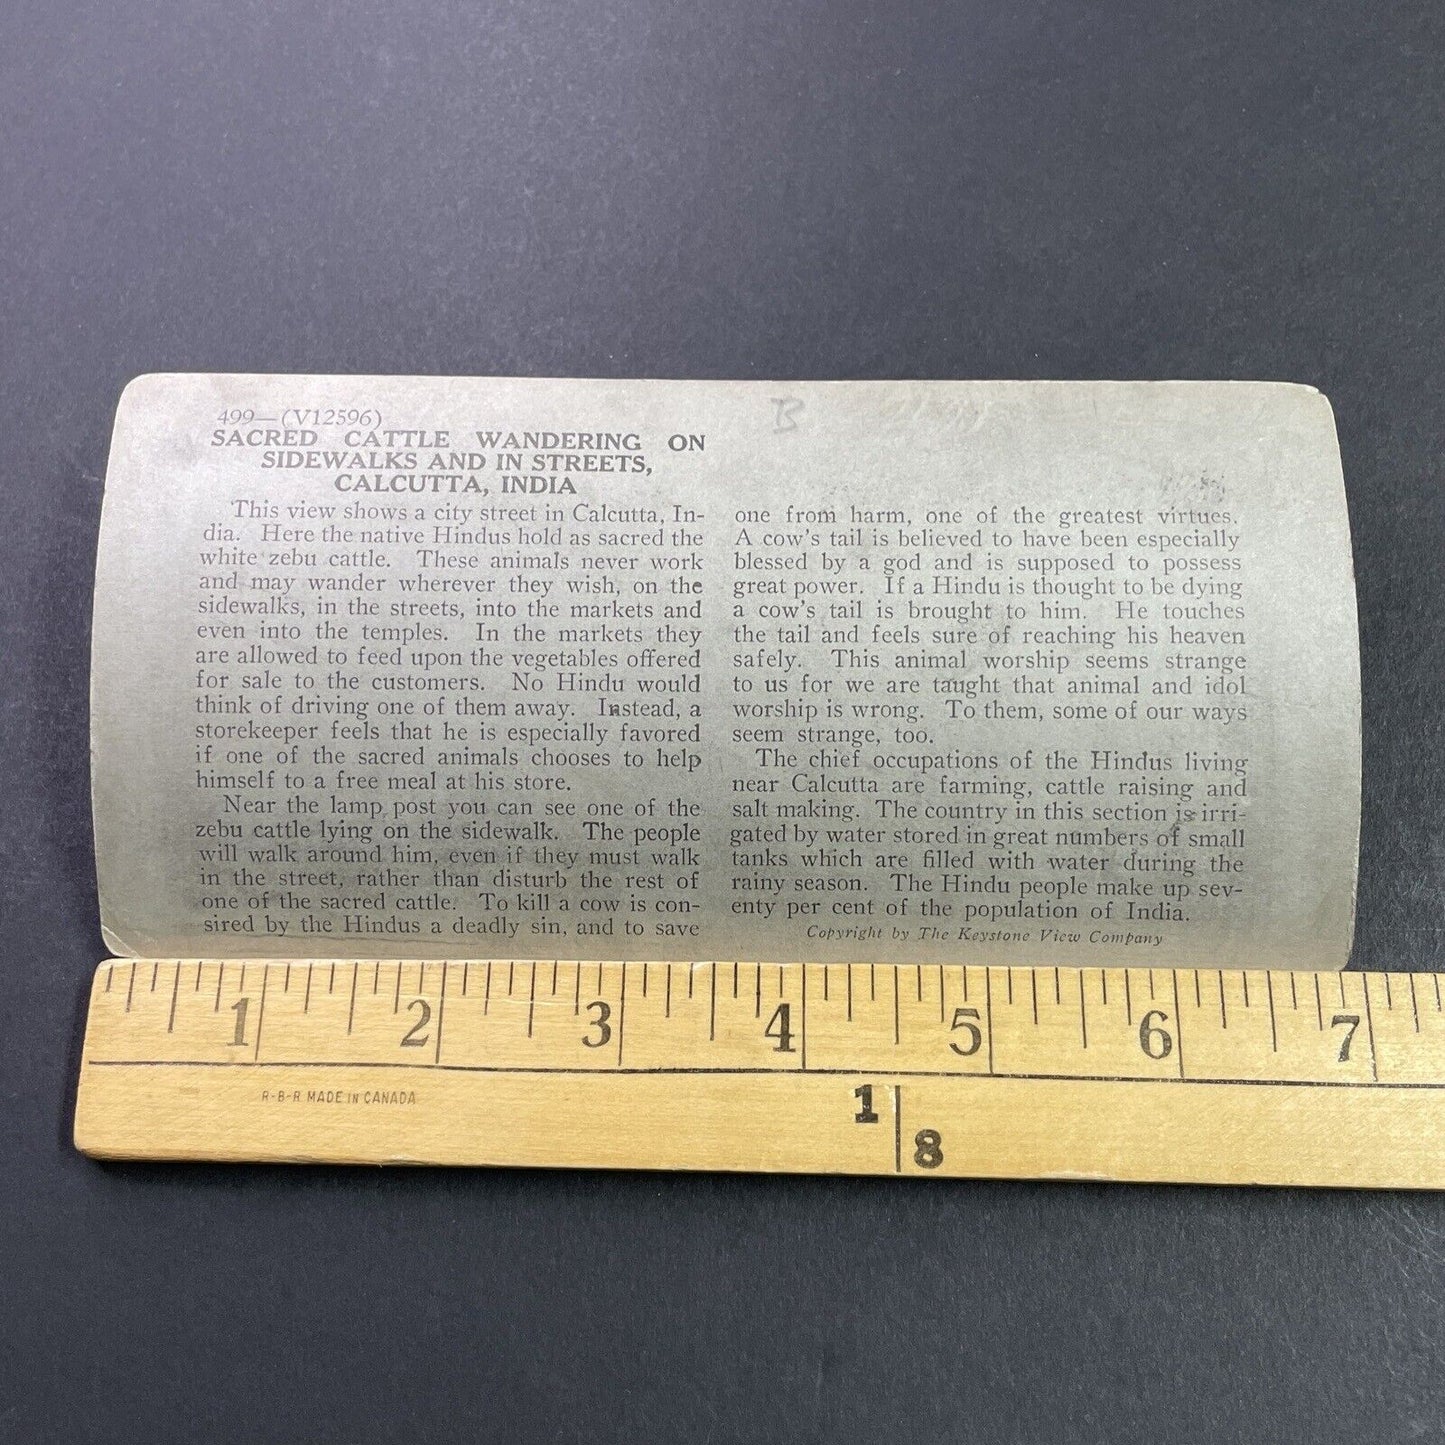 499—(V12596)
SACRED CATTLE WANDERING ON
SIDEWALKS AND IN STREETS,
CALCUTTA, INDIA
This view shows a city street in Calcutta, In-
dia. Here the native Hindus hold as sacred the
white zebu cattle. These animals never work
and may wander wherever they wish, on the
sidewalks, in the streets, into the markets and
even into the temples. In the markets they
are allowed to feed upon the vegetables offered
for sale to the customers. No Hindu would
think of driving one of them away. Instead, a
storekeeper feels that he is especially favored
if one of the sacred animals chooses to help
himself to a free meal at his store.
Near the lamp post you can see one of the
zebu cattle lying on the sidewalk. The people
will walk around him, even if they must walk
in the street, rather than disturb the rest of
one of the sacred cattle. To kill a cow is con-
sired by the Hindus a deadly sin, and to save
B
one from harm, one of the greatest virtues.
A cow's tail is believed to have been especially
blessed by a god and is supposed to possess
great power. If a Hindu is thought to be dying
a cow's tail is brought to him. He touches
the tail and feels sure of reaching his heaven
safely. This animal worship seems strange
to us for we are taught that animal and idol
worship is wrong. To them, some of our ways
seem strange, too.
The chief occupations of the Hindus living
near Calcutta are farming, cattle raising and
salt making. The country in this section is irri-
gated by water stored in great numbers of small
tanks which are filled with water during the
rainy season. The Hindu people make up sev-
enty per cent of the population of India.
Copyright by The Keystone View Company
1 2 3 4 5 6 7
R-B-R MADE IN CANADA
1 8